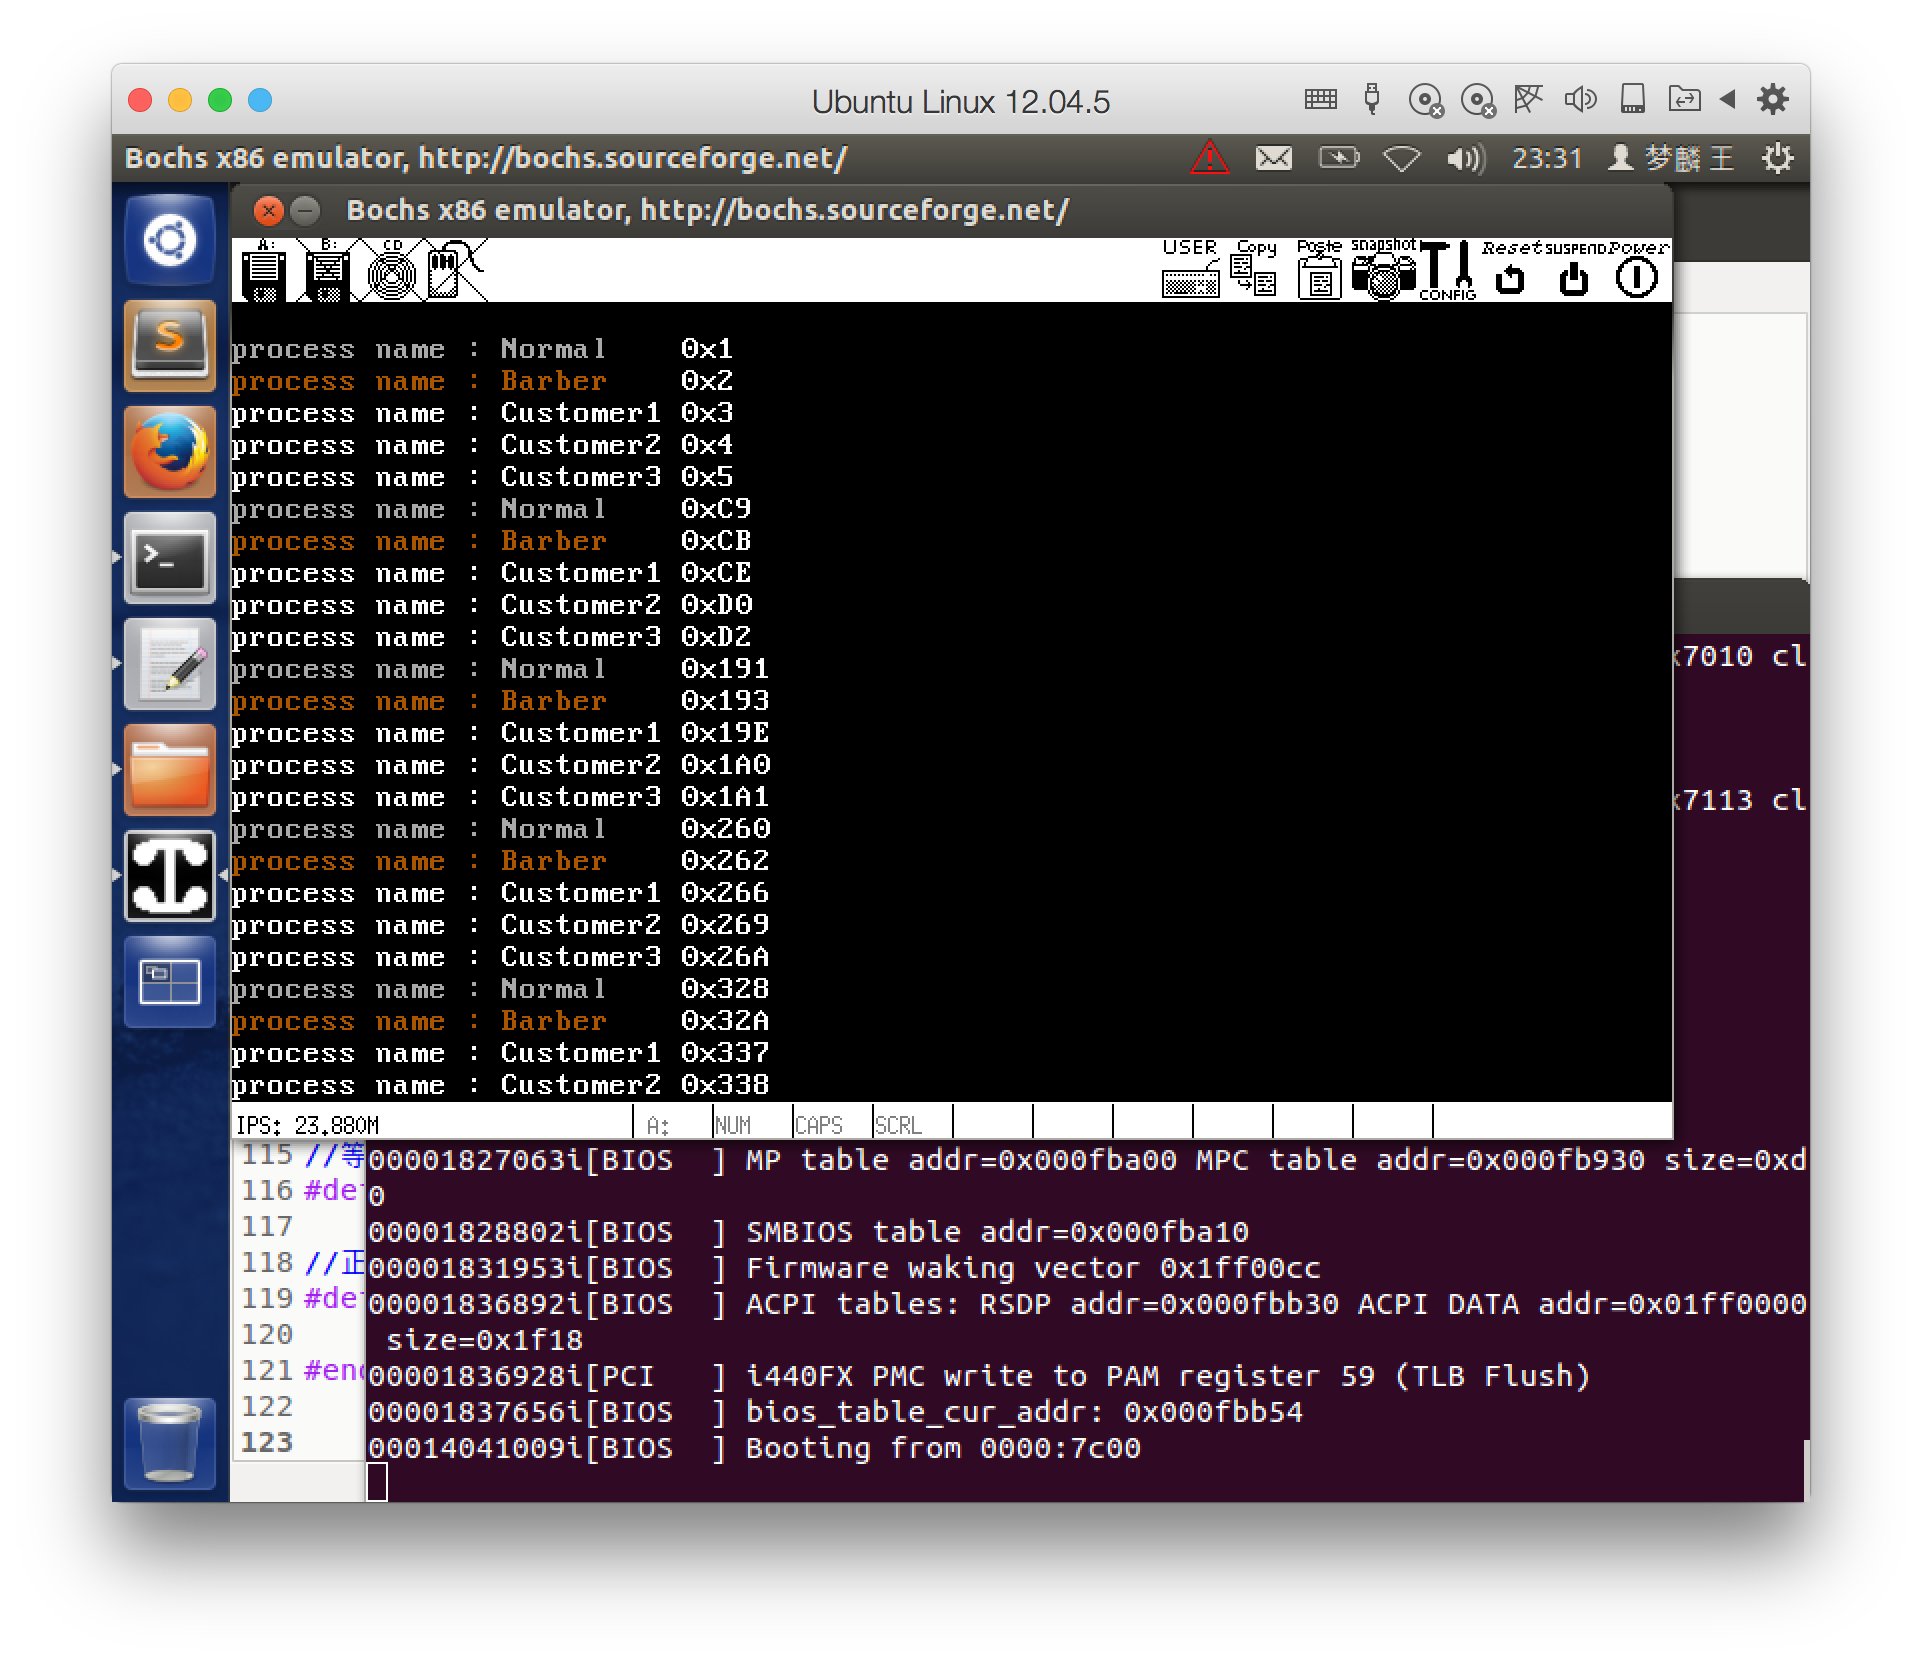 Ubuntu Linux 12.04.5
Bochs x86 emulator, http://bochs.sourceforge.net/
23:31 梦麟 王
Bochs x86 emulator, http://bochs.sourceforge.net/
A: B: CD USER Copy Paste snapshot CONFIG Reset SUSPEND Power
process name : Normal 0x1
process name : Barber 0x2
process name : Customer1 0x3
process name : Customer2 0x4
process name : Customer3 0x5
process name : Normal 0xC9
process name : Barber 0xCB
process name : Customer1 0xCE
process name : Customer2 0xD0
process name : Customer3 0xD2
process name : Normal 0x191
process name : Barber 0x193
process name : Customer1 0x19E
process name : Customer2 0x1A0
process name : Customer3 0x1A1
process name : Normal 0x260
process name : Barber 0x262
process name : Customer1 0x266
process name : Customer2 0x269
process name : Customer3 0x26A
process name : Normal 0x328
process name : Barber 0x32A
process name : Customer1 0x337
process name : Customer2 0x338
x7010 cl
x7113 cl
IPS: 23.880M A: NUM CAPS SCRL
115 //等
116 #de
117
118 //正
119 #de
120
121 #en
122
123
00001827063i[BIOS ] MP table addr=0x000fba00 MPC table addr=0x000fb930 size=0xd
0
00001828802i[BIOS ] SMBIOS table addr=0x000fba10
00001831953i[BIOS ] Firmware waking vector 0x1ff00cc
00001836892i[BIOS ] ACPI tables: RSDP addr=0x000fbb30 ACPI DATA addr=0x01ff0000
size=0x1f18
00001836928i[PCI ] i440FX PMC write to PAM register 59 (TLB Flush)
00001837656i[BIOS ] bios_table_cur_addr: 0x000fbb54
00014041009i[BIOS ] Booting from 0000:7c00